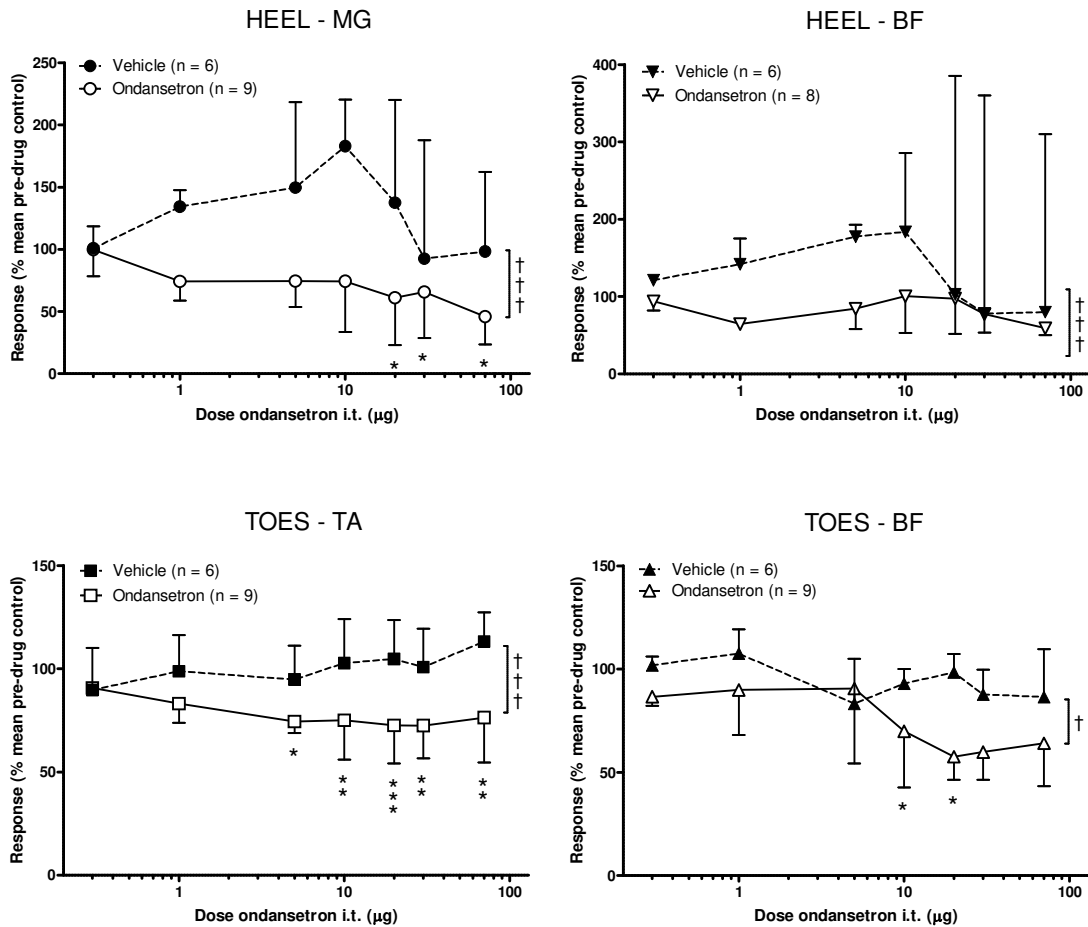 HEEL - MG
Vehicle (n = 6)
Ondansetron (n = 9)
Response (% mean pre-drug control)
250
200
150
100
50
0
*
*
*
†
†
†
1
10
100
Dose ondansetron i.t. (µg)
HEEL - BF
Vehicle (n = 6)
Ondansetron (n = 8)
Response (% mean pre-drug control)
400
300
200
100
0
†
†
†
1
10
100
Dose ondansetron i.t. (µg)
TOES - TA
Vehicle (n = 6)
Ondansetron (n = 9)
Response (% mean pre-drug control)
150
100
50
0
*
**
***
**
**
†
†
†
1
10
100
Dose ondansetron i.t. (µg)
TOES - BF
Vehicle (n = 6)
Ondansetron (n = 9)
Response (% mean pre-drug control)
150
100
50
0
*
*
†
1
10
100
Dose ondansetron i.t. (µg)